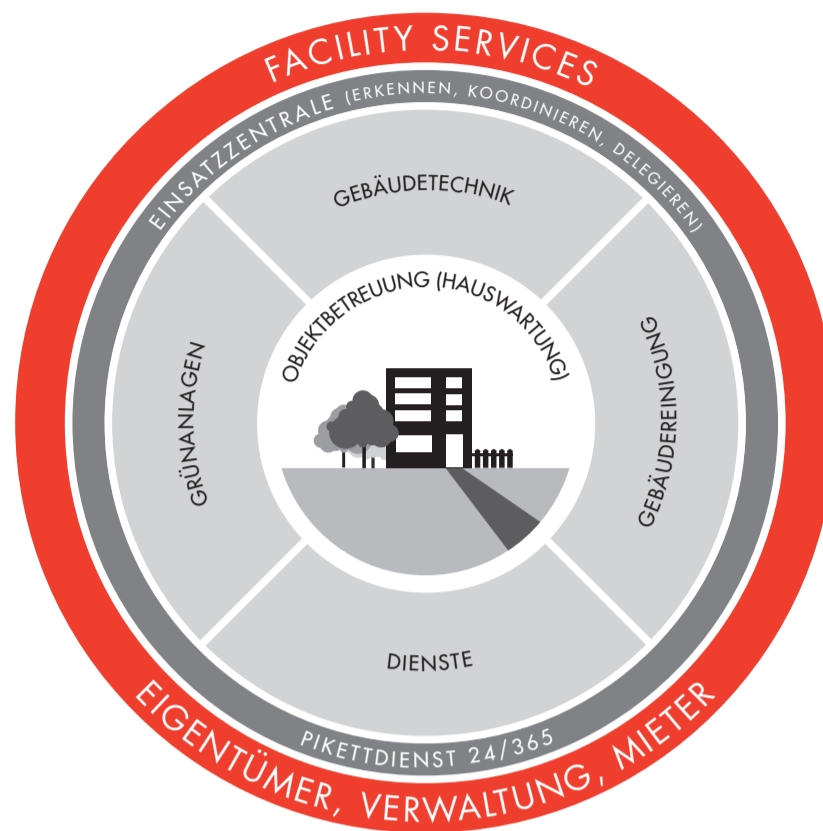 FACILITY SERVICES
EINSATZZENTRALE (ERKENNEN, KOORDINIEREN, DELEGIEREN)
GEBÄUDETECHNIK
OBJEKTBETREUUNG (HAUSWARTUNG)
GRÜNANLAGEN
GEBÄUDEREINIGUNG
DIENSTE
PIKETTDIENST 24/365
EIGENTÜMER, VERWALTUNG, MIETER